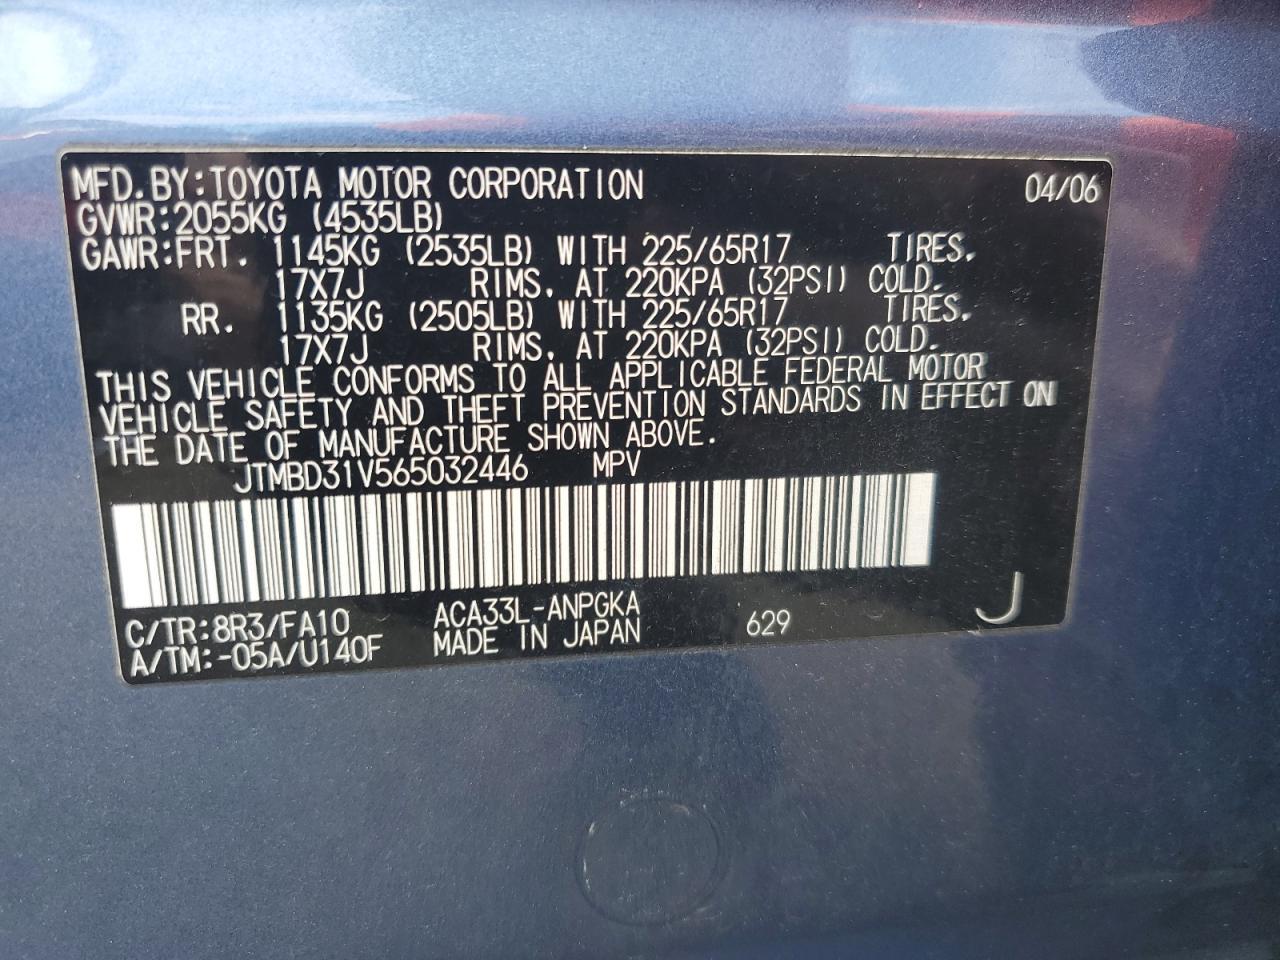 MFD.BY:TOYOTA MOTOR CORPORATION 04/06
GVWR:2055KG (4535LB)
GAWR:FRT. 1145KG (2535LB) WITH 225/65R17 TIRES.
17X7J RIMS, AT 220KPA (32PSI) COLD.
RR. 1135KG (2505LB) WITH 225/65R17 TIRES.
17X7J RIMS, AT 220KPA (32PSI) COLD.
THIS VEHICLE CONFORMS TO ALL APPLICABLE FEDERAL MOTOR
VEHICLE SAFETY AND THEFT PREVENTION STANDARDS IN EFFECT ON
THE DATE OF MANUFACTURE SHOWN ABOVE.
JTMBD31V565032446 MPV
C/TR:8R3/FA10 ACA33L-ANPGKA 629 J
A/TM:-05A/U140F MADE IN JAPAN